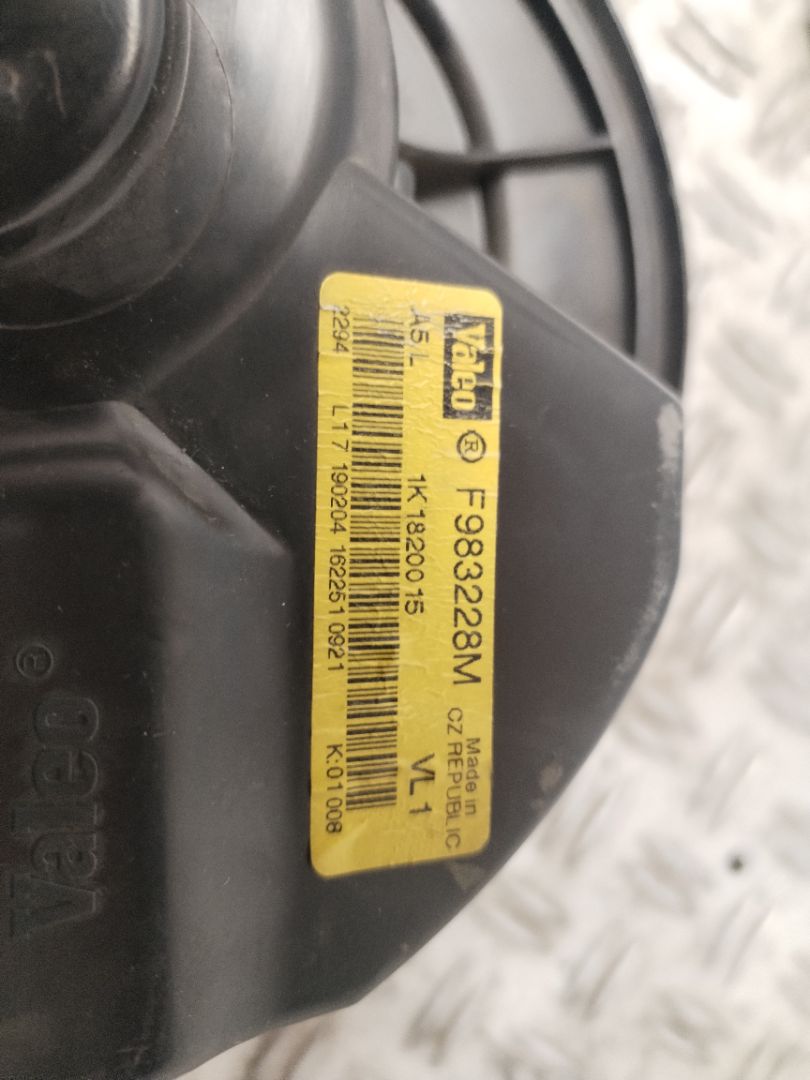 Valeo ® F983228M Made in
CZ REPUBLIC
A5/L 1K1820015 VL1
2294 L17 190204 162251 0921 K:01008
Valeo ©